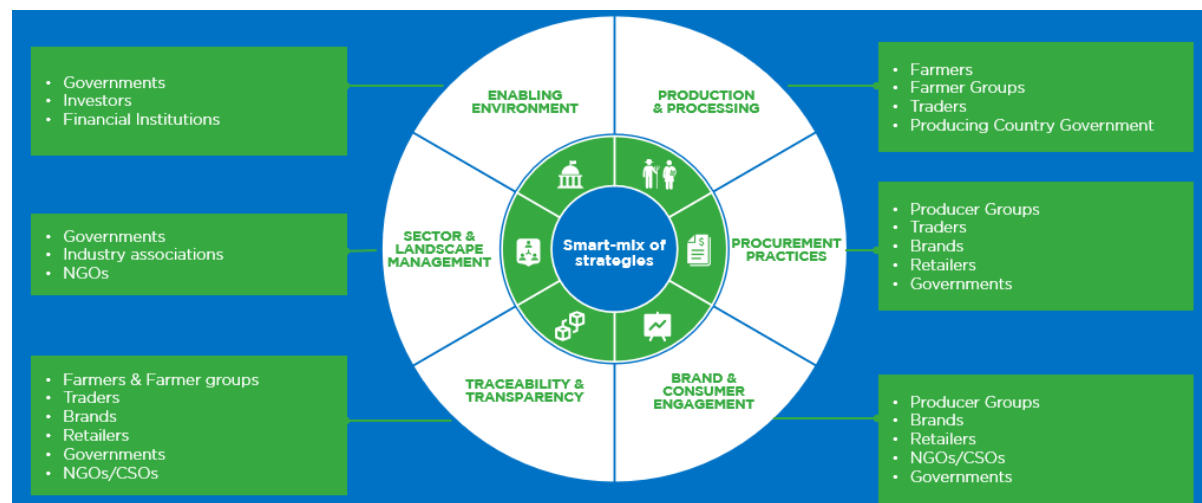 • Governments
• Investors
• Financial Institutions
ENABLING
ENVIRONMENT
PRODUCTION
& PROCESSING
• Farmers
• Farmer Groups
• Traders
• Producing Country Government
• Governments
• Industry associations
• NGOs
SECTOR &
LANDSCAPE
MANAGEMENT
Smart-mix of
strategies
$
PROCUREMENT
PRACTICES
• Producer Groups
• Traders
• Brands
• Retailers
• Governments
• Farmers & Farmer groups
• Traders
• Brands
• Retailers
• Governments
• NGOs/CSOs
TRACEABILITY &
TRANSPARENCY
BRAND &
CONSUMER
ENGAGEMENT
• Producer Groups
• Brands
• Retailers
• NGOs/CSOs
• Governments